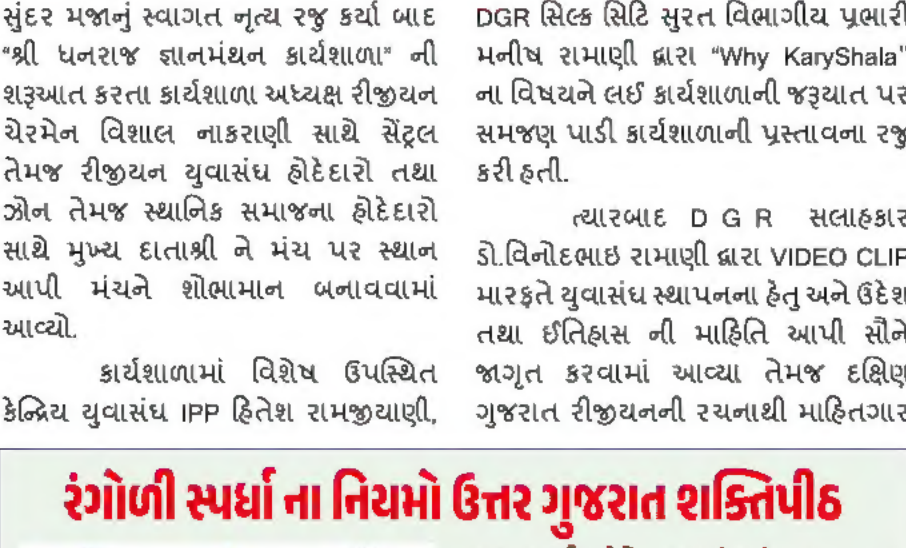 સુંદર મજાનું સ્વાગત નૃત્ય રજુ કર્યા બાદ
"શ્રી ધનરાજ જ્ઞાનમંથન કાર્યશાળા" ની
શરૂઆત કરતા કાર્યશાળા અધ્યક્ષ રીજીયન
ચેરમેન વિશાલ નાકરાણી સાથે સેંટ્રલ
તેમજ રીજીયન યુવાસંઘ હોદેદારો તથા
ઝોન તેમજ સ્થાનિક સમાજના હોદેદારો
સાથે મુખ્ય દાતાશ્રી ને મંચ પર સ્થાન
આપી મંચને શોભામાન બનાવવામાં
આવ્યો.
કાર્યશાળામાં વિશેષ ઉપસ્થિત
કેન્દ્રિય યુવાસંઘ IPP હિતેશ રામજીયાણી,
DGR સિલ્ક સિટિ સુરત વિભાગીય પ્રભારી
મનીષ રામાણી દ્વારા "Why KaryShala"
ના વિષયને લઈ કાર્યશાળાની જરૂયાત પર
સમજણ પાડી કાર્યશાળાની પ્રસ્તાવના રજુ
કરી હતી.
ત્યારબાદ D G R સલાહકાર
ડો.વિનોદભાઇ રામાણી દ્વારા VIDEO CLIP
મારફતે યુવાસંઘ સ્થાપનના હેતુ અને ઉદેશ
તથા ઈતિહાસ ની માહિતિ આપી સૌને
જાગૃત કરવામાં આવ્યા તેમજ દક્ષિણ
ગુજરાત રીજીયનની રચનાથી માહિતગાર
રંગોળી સ્પર્ધા ના નિયમો ઉત્તર ગુજરાત શક્તિપીઠ